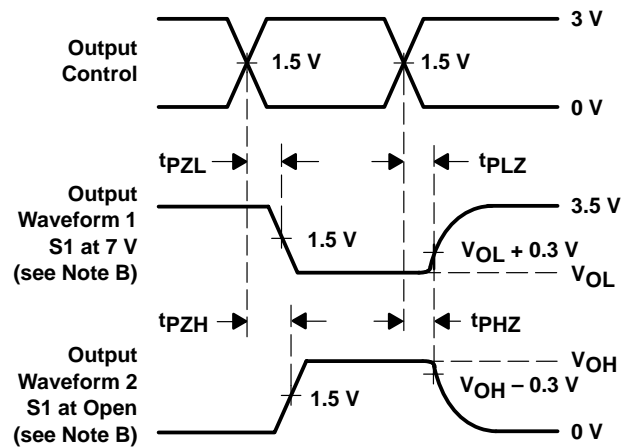 3 V
Output
Control
1.5 V
1.5 V
0 V
tPZL
tPLZ
Output
Waveform 1
S1 at 7 V
(see Note B)
3.5 V
1.5 V
VOL + 0.3 V
VOL
tPZH
tPHZ
Output
Waveform 2
S1 at Open
(see Note B)
VOH
VOH − 0.3 V
1.5 V
0 V